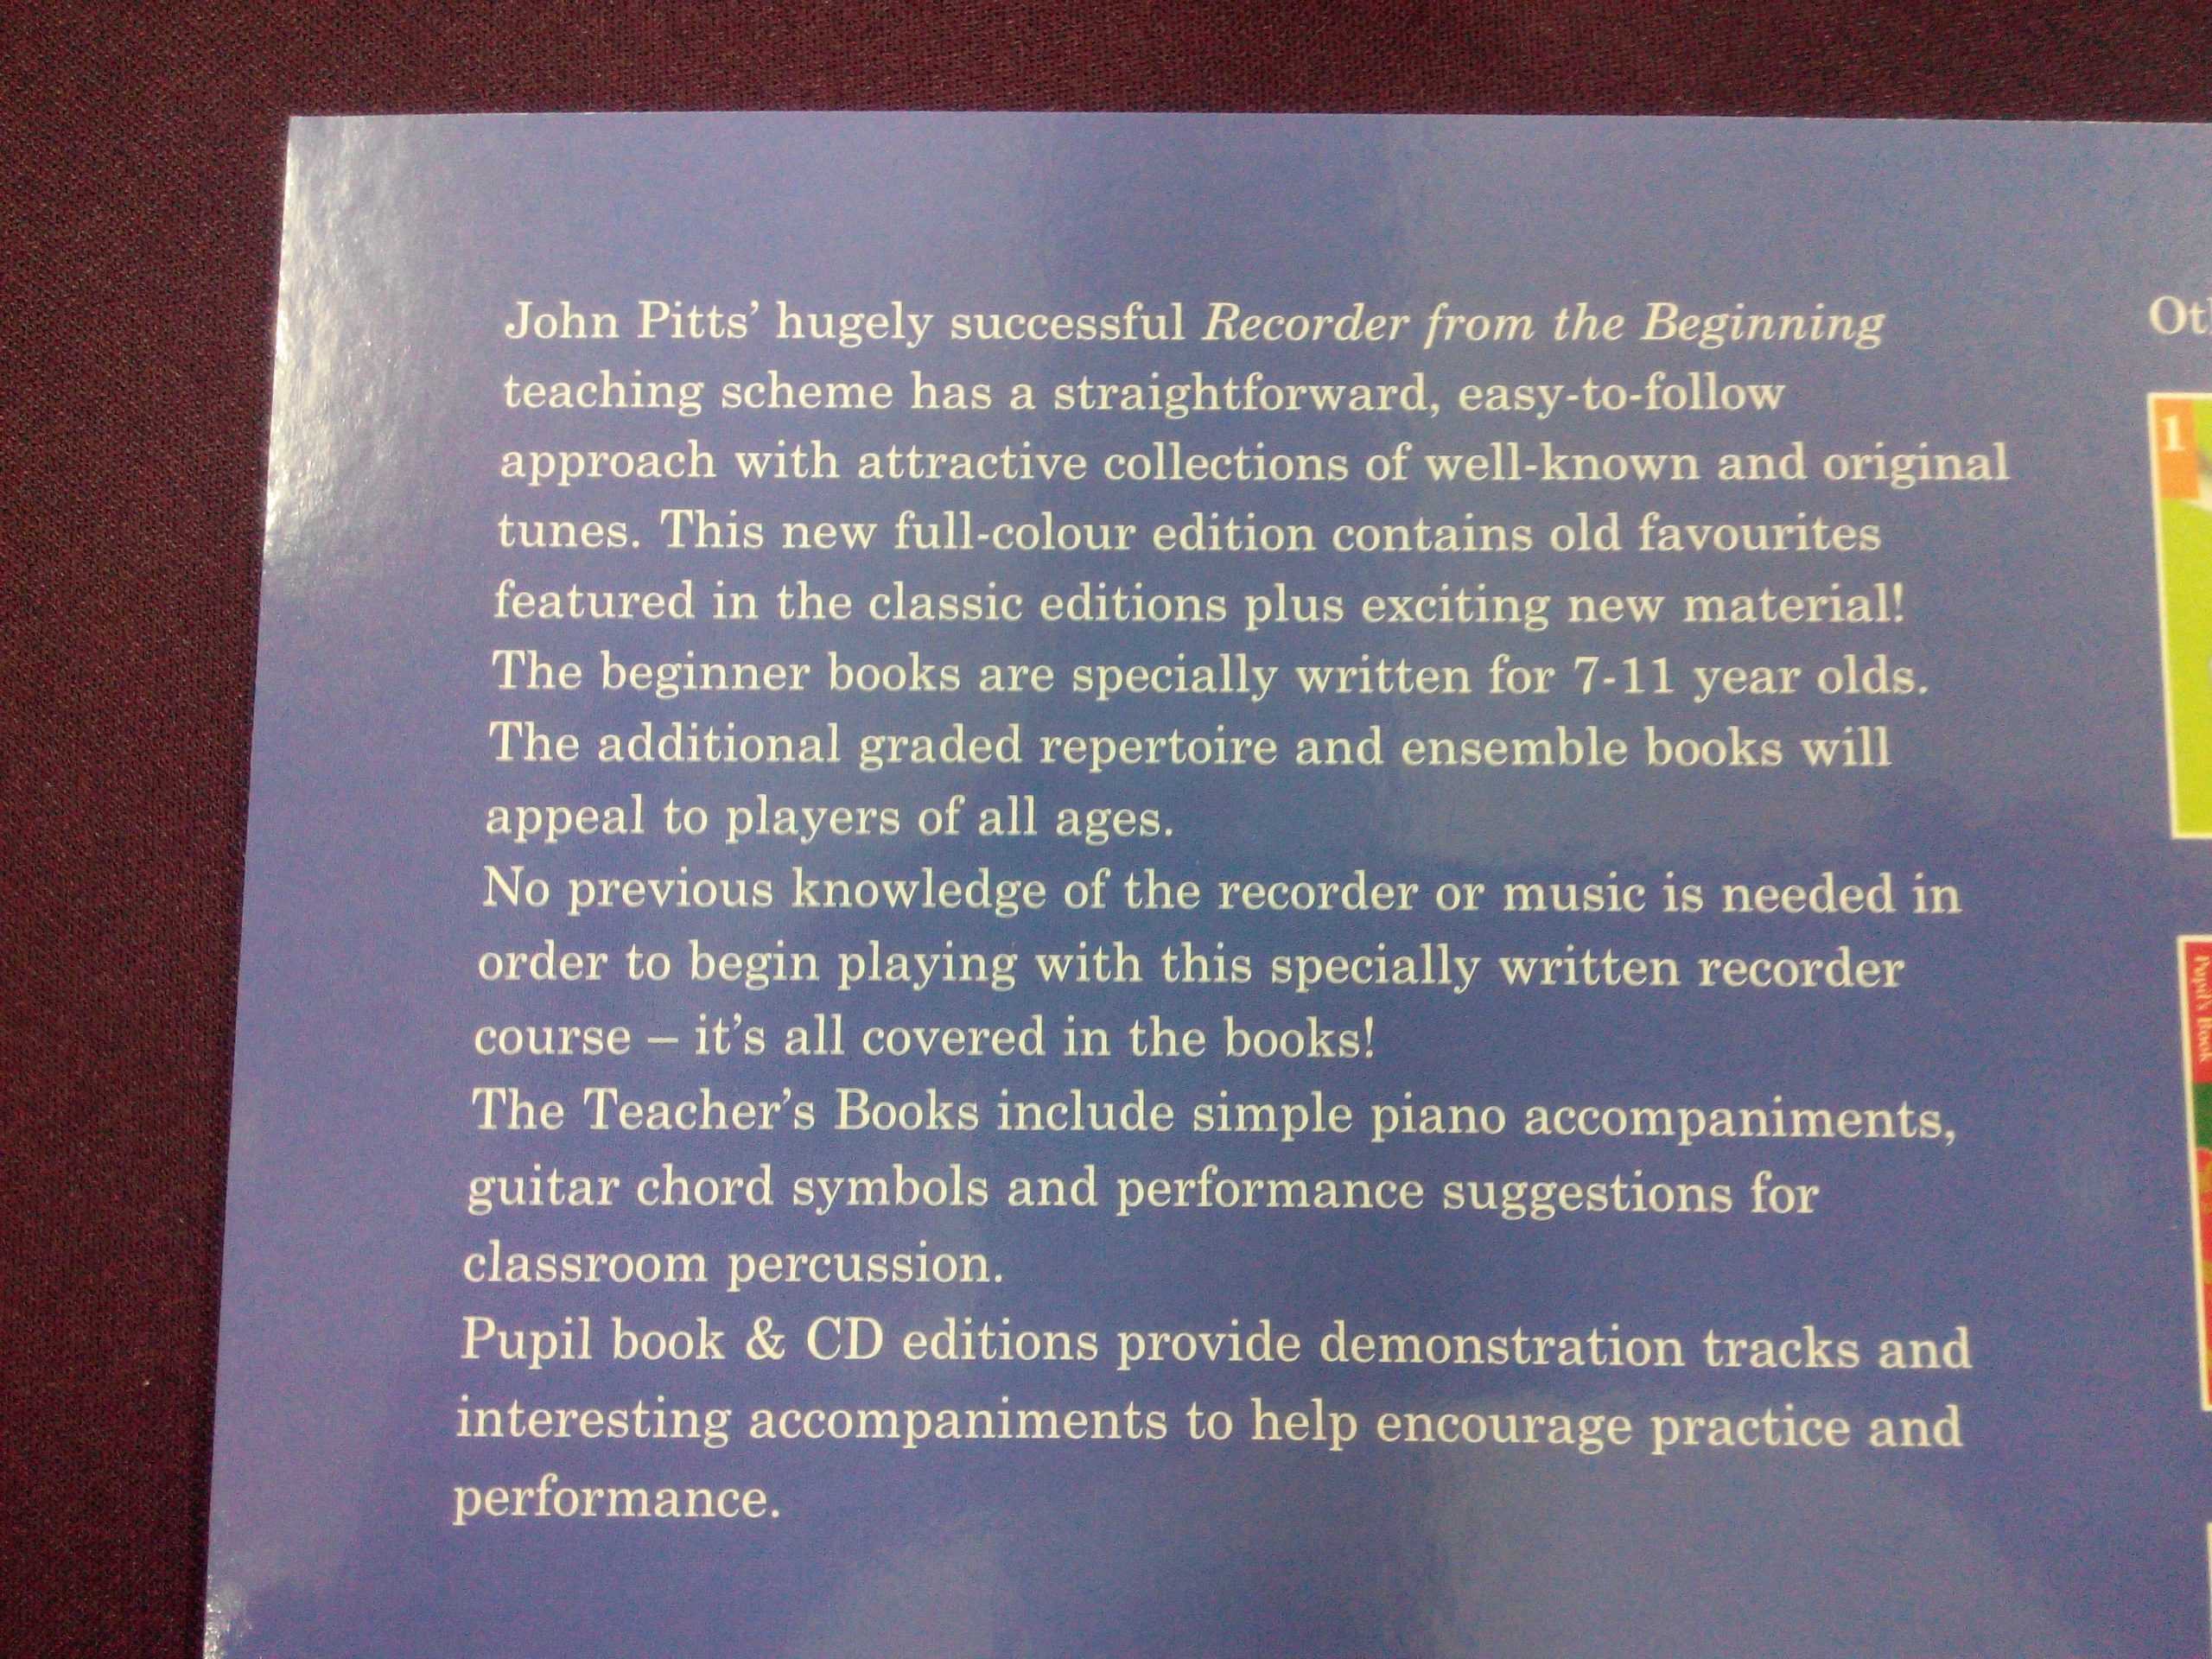 John Pitts’ hugely successful Recorder from the Beginning
teaching scheme has a straightforward, easy-to-follow
approach with attractive collections of well-known and original
tunes. This new full-colour edition contains old favourites
featured in the classic editions plus exciting new material!
The beginner books are specially written for 7-11 year olds.
The additional graded repertoire and ensemble books will
appeal to players of all ages.
No previous knowledge of the recorder or music is needed in
order to begin playing with this specially written recorder
course – it’s all covered in the books!
The Teacher’s Books include simple piano accompaniments,
guitar chord symbols and performance suggestions for
classroom percussion.
Pupil book & CD editions provide demonstration tracks and
interesting accompaniments to help encourage practice and
performance.
1
Pupil's Book